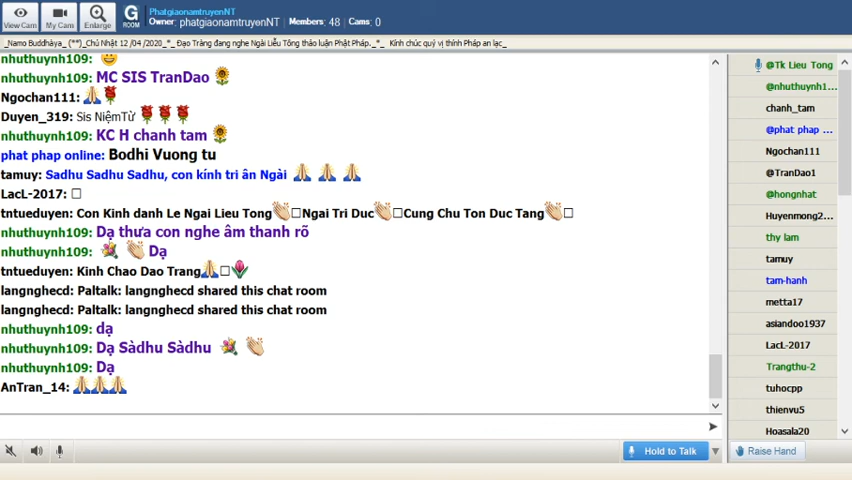 View Cam
My Cam
Enlarge
G
ROOM
PhatgiaonamtruyenNT
Owner: phatgiaonamtruyenNT Members: 48 Cams: 0
_Namo Buddhàya_ (**)_Chủ Nhật 12 /04 /2020_*_ Đạo Tràng đang nghe Ngài Liễu Tông thảo luận Phật Pháp._*_ Kính chúc quý vị thính Pháp an lạc_
nhuthuynh109:
nhuthuynh109: MC SIS TranDao
Ngochan111:
Duyen_319: Sis NiệmTừ
nhuthuynh109: KC H chanh tam
phat phap online: Bodhi Vuong tu
tamuy: Sadhu Sadhu Sadhu, con kính tri ân Ngài
LacL-2017:
tntueduyen: Con Kinh danh Le Ngai Lieu Tong Ngai Tri Duc Cung Chu Ton Duc Tang
nhuthuynh109: Dạ thưa con nghe âm thanh rõ
nhuthuynh109: Dạ
tntueduyen: Kinh Chao Dao Trang
langnghecd: Paltalk: langnghecd shared this chat room
langnghecd: Paltalk: langnghecd shared this chat room
nhuthuynh109: dạ
nhuthuynh109: Dạ Sàdhu Sàdhu
nhuthuynh109: Dạ
AnTran_14:
Hold to Talk
@Tk Lieu Tong
@nhuthuynh1...
chanh_tam
@phat phap ...
Ngochan111
@TranDao1
@hongnhat
Huyenmong2...
thy lam
tamuy
tam-hanh
metta17
asiandoo1937
LacL-2017
Trangthu-2
tuhocpp
thienvu5
Hoasala20
Raise Hand